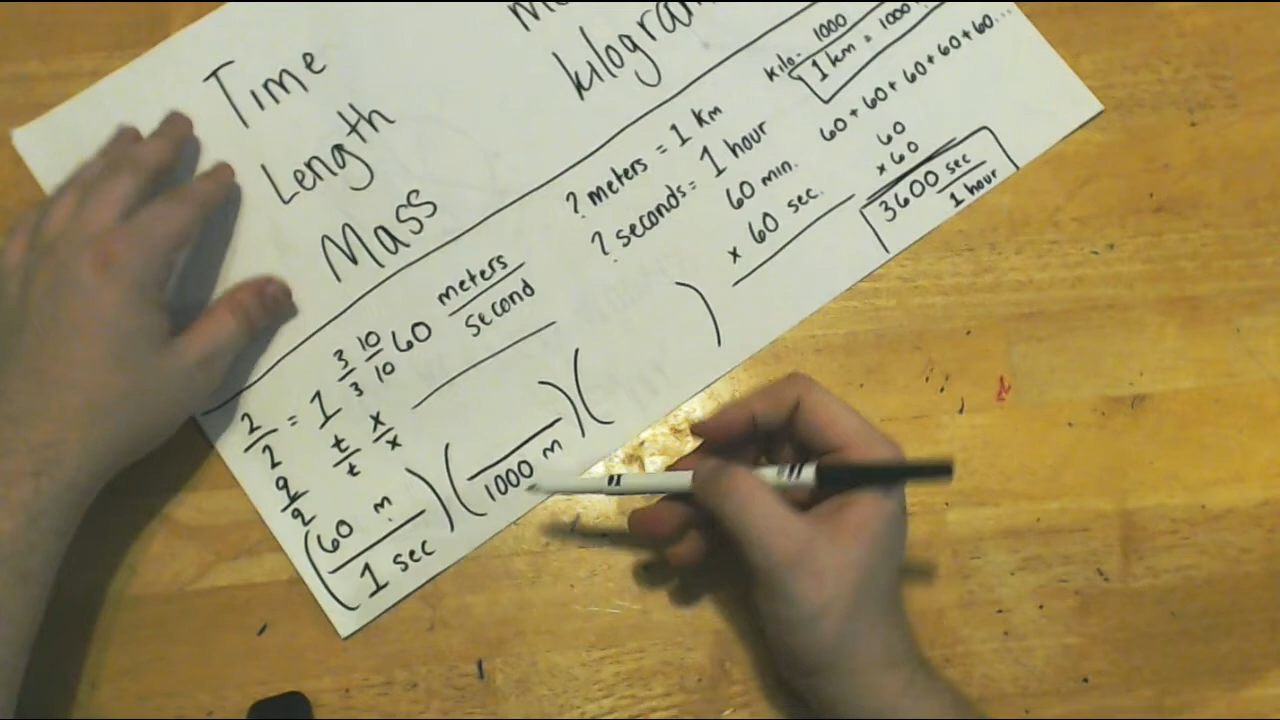 Time
Length
Mass
kilogram
kilo- 1000
1 km = 1000
? meters = 1 km
? seconds = 1 hour
60 min.
x 60 sec.
60 + 60 + 60 + 60 + 60...
60
x 60
3600 sec
1 hour
60 meters
second
2
2
= 1
3
3
10
10
t
t
x
x
9
9
(60 m
1 sec)
(
1000 m)
( )